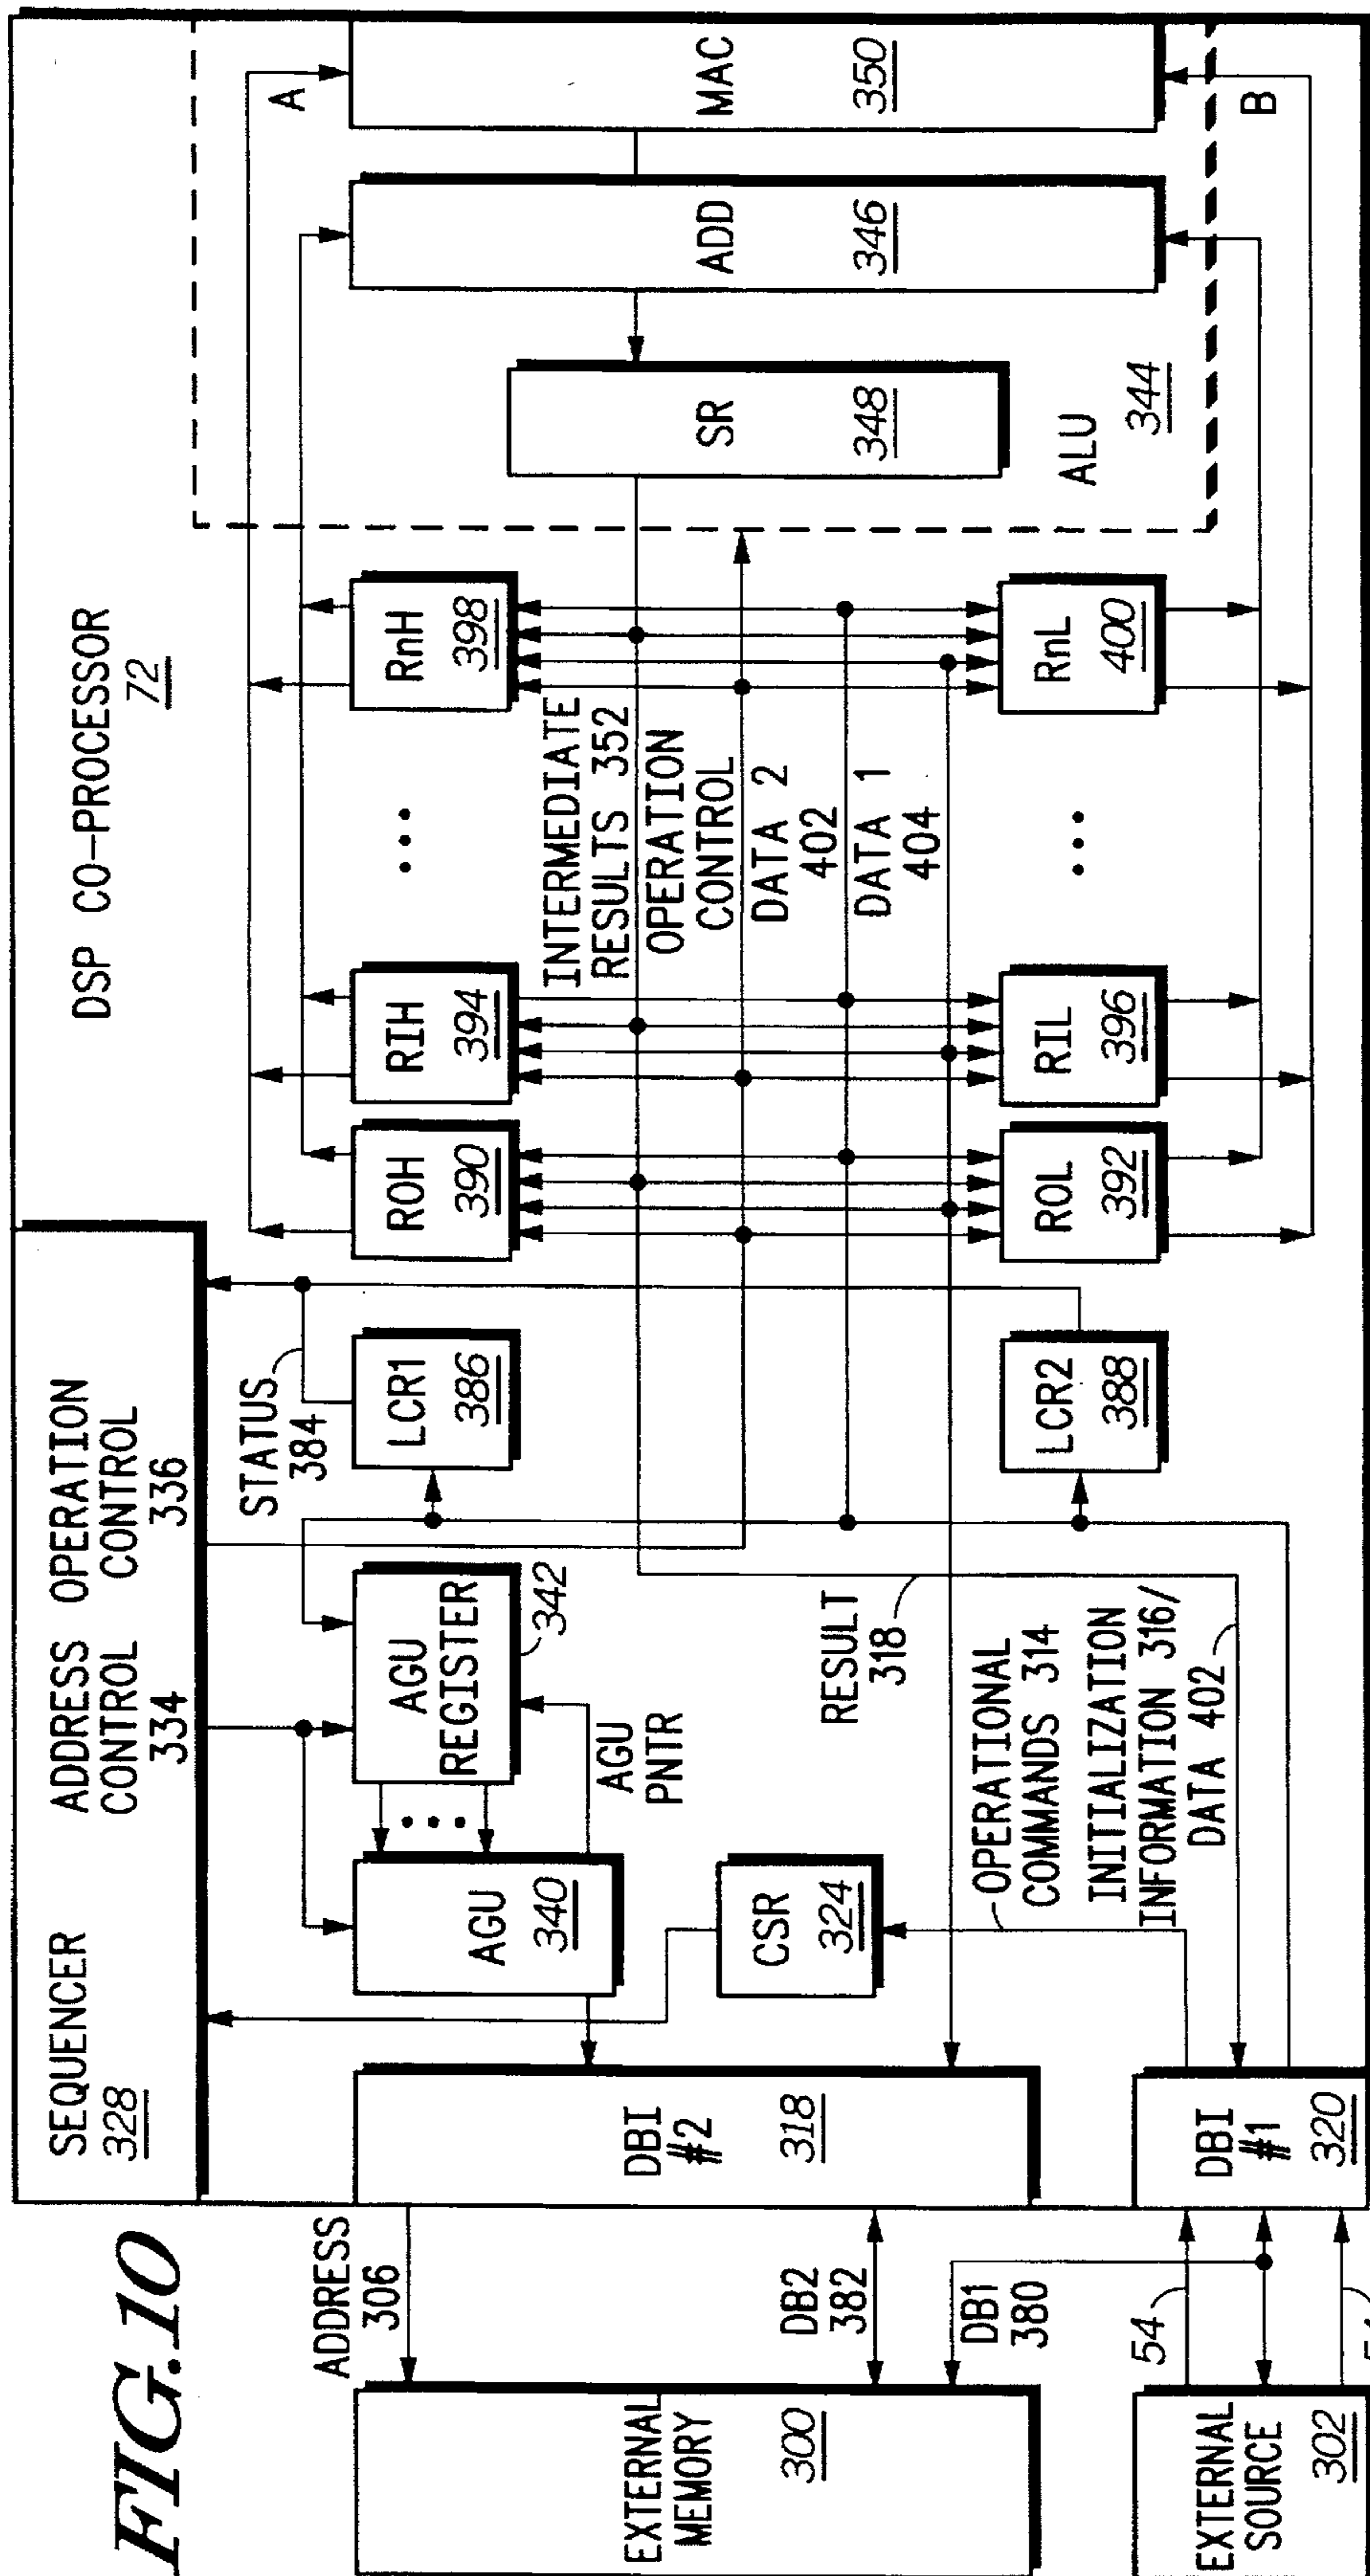 FIG.10
DSP CO-PROCESSOR
72
SEQUENCER
328
ADDRESS
CONTROL
334
OPERATION
CONTROL
336
STATUS
384
A
ADDRESS
306
EXTERNAL
MEMORY
300
DB2
382
DB1
380
DBI
#2
318
AGU
340
• • •
AGU
REGISTER
342
AGU
PNTR
CSR
324
LCR1
386
LCR2
388
ROH
390
RIH
394
• • •
RnH
398
INTERMEDIATE
RESULTS 352
OPERATION
CONTROL
DATA 2
402
DATA 1
404
ROL
392
RIL
396
• • •
RnL
400
SR
348
ADD
346
MAC
350
ALU
344
B
RESULT
318
OPERATIONAL
COMMANDS 314
INITIALIZATION
INFORMATION 316/
DATA 402
EXTERNAL
SOURCE
302
54
DBI
#1
320